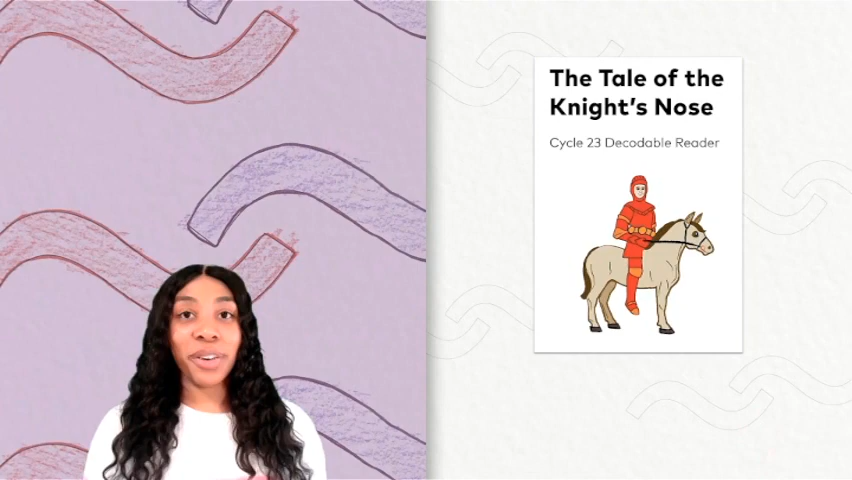 The Tale of the
Knight's Nose
Cycle 23 Decodable Reader